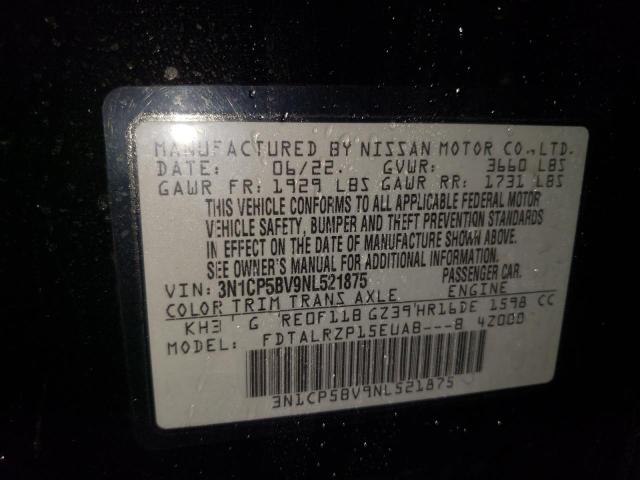 MANUFACTURED BY NISSAN MOTOR CO.,LTD.
DATE: 06/22. GVWR: 3660 LBS
GAWR FR: 1929 LBS GAWR RR: 1731 LBS
THIS VEHICLE CONFORMS TO ALL APPLICABLE FEDERAL MOTOR
VEHICLE SAFETY, BUMPER AND THEFT PREVENTION STANDARDS
IN EFFECT ON THE DATE OF MANUFACTURE SHOWN ABOVE.
SEE OWNER'S MANUAL FOR ADDITIONAL INFORMATION.
VIN: 3N1CP5BV9NL521875 PASSENGER CAR.
COLOR TRIM TRANS AXLE ENGINE
KH3 G RE0F11B GZ39 HR16DE 1598 CC
MODEL: FDTALRZP15EUAB---8 4Z000
3N1CP5BV9NL521875